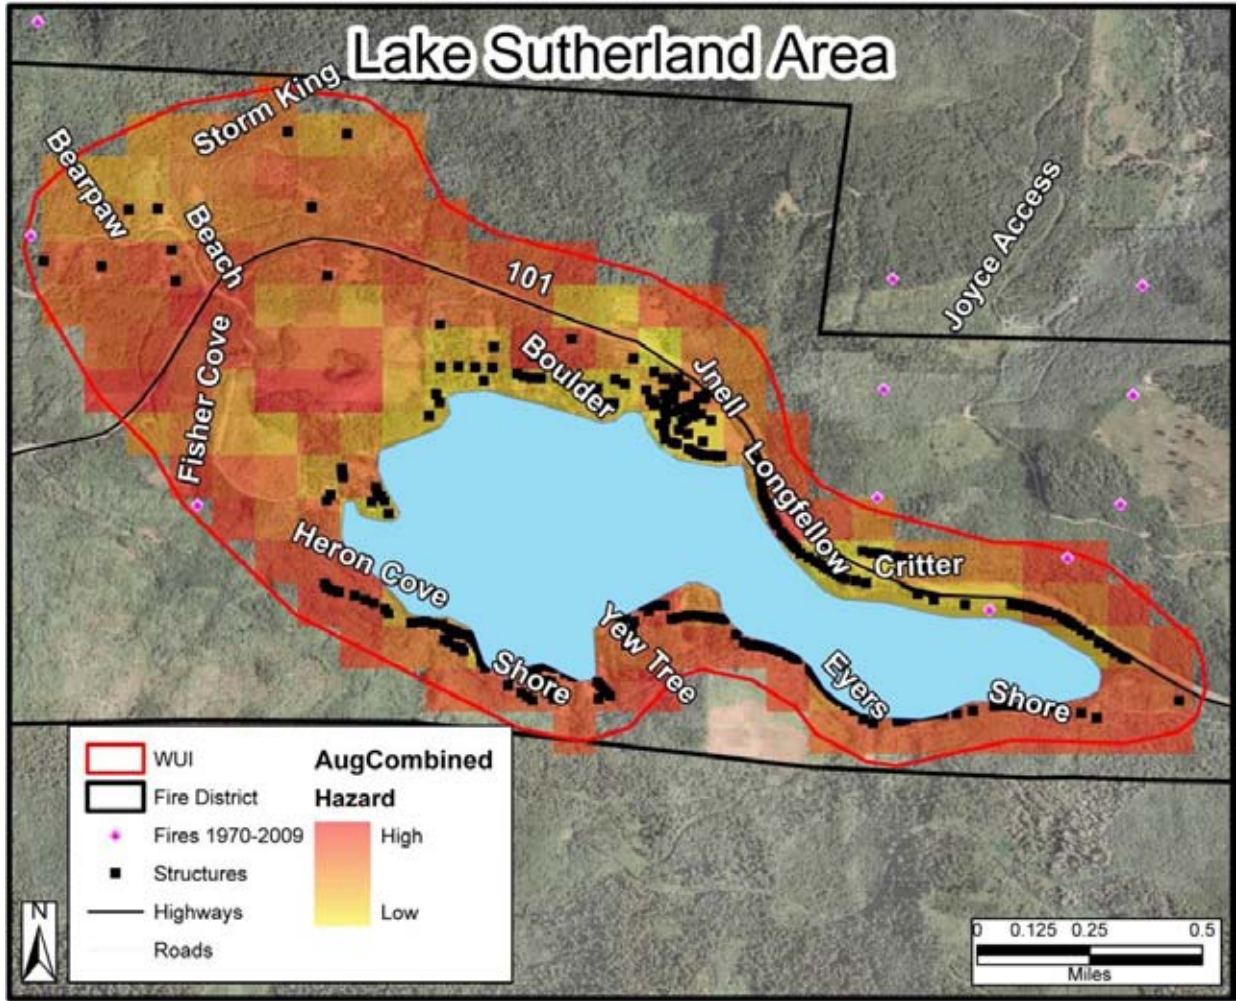 Lake Sutherland Area
Storm King
Bearpaw
Beach
Joyce Access
101
Fisher Cove
Boulder
Jnell
Longfellow
Critter
Heron Cove
Yew Tree
Shore
Eyers
Shore
WUI
Fire District
Fires 1970-2009
Structures
Highways
Roads
AugCombined
Hazard
High
Low
N
0 0.125 0.25 0.5
Miles